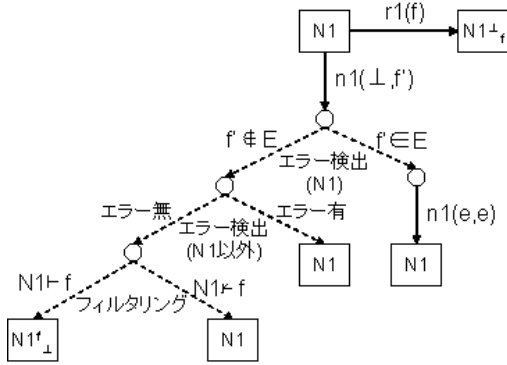 N1
r1(f)
N1⊥f
n1(⊥,f')
f'∉E
f'∈E
エラー検出
(N1)
エラー無
エラー検出
(N1以外)
エラー有
n1(e,e)
N1
N1
N1⊢f
フィルタリング
N1⊬f
N1f⊥
N1